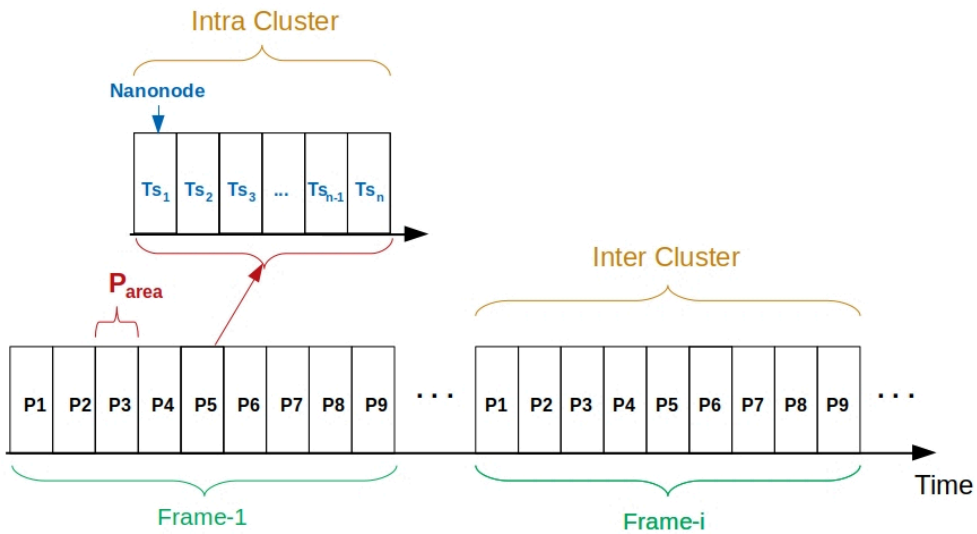 Intra Cluster
Nanonode
Ts1 Ts2 Ts3 ... Tsn-1 Tsn
Inter Cluster
Parea
P1 P2 P3 P4 P5 P6 P7 P8 P9 ... P1 P2 P3 P4 P5 P6 P7 P8 P9 ...
Time
Frame-1 Frame-i